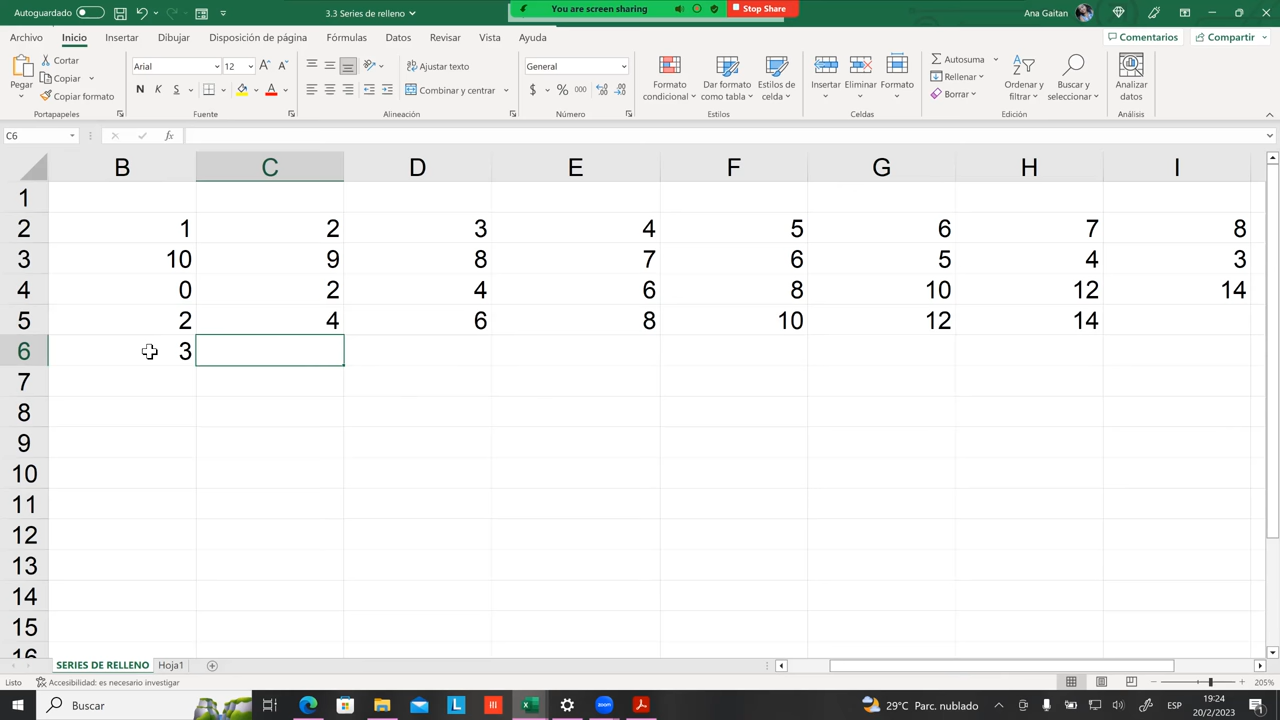 Autoguardado
3.3 Series de relleno
You are screen sharing
Stop Share
Ana Gaitan
Archivo Inicio Insertar Dibujar Disposición de página Fórmulas Datos Revisar Vista Ayuda
Comentarios Compartir
Pegar
Cortar
Copiar
Copiar formato
Portapapeles
Arial 12
N K S
Fuente
Ajustar texto
Combinar y centrar
Alineación
General
$ % 000
Número
Formato condicional
Dar formato como tabla
Estilos de celda
Estilos
Insertar Eliminar Formato
Celdas
Autosuma
Rellenar
Borrar
Ordenar y filtrar
Buscar y seleccionar
Edición
Analizar datos
Análisis
C6 fx
B C D E F G H I
1
2 1 2 3 4 5 6 7 8
3 10 9 8 7 6 5 4 3
4 0 2 4 6 8 10 12 14
5 2 4 6 8 10 12 14
6 3
7
8
9
10
11
12
13
14
15
16
SERIES DE RELLENO Hoja1
Listo Accesibilidad: es necesario investigar 205%
Buscar
L
zoom
29°C Parc. nublado
ESP
19:24
20/2/2023
1